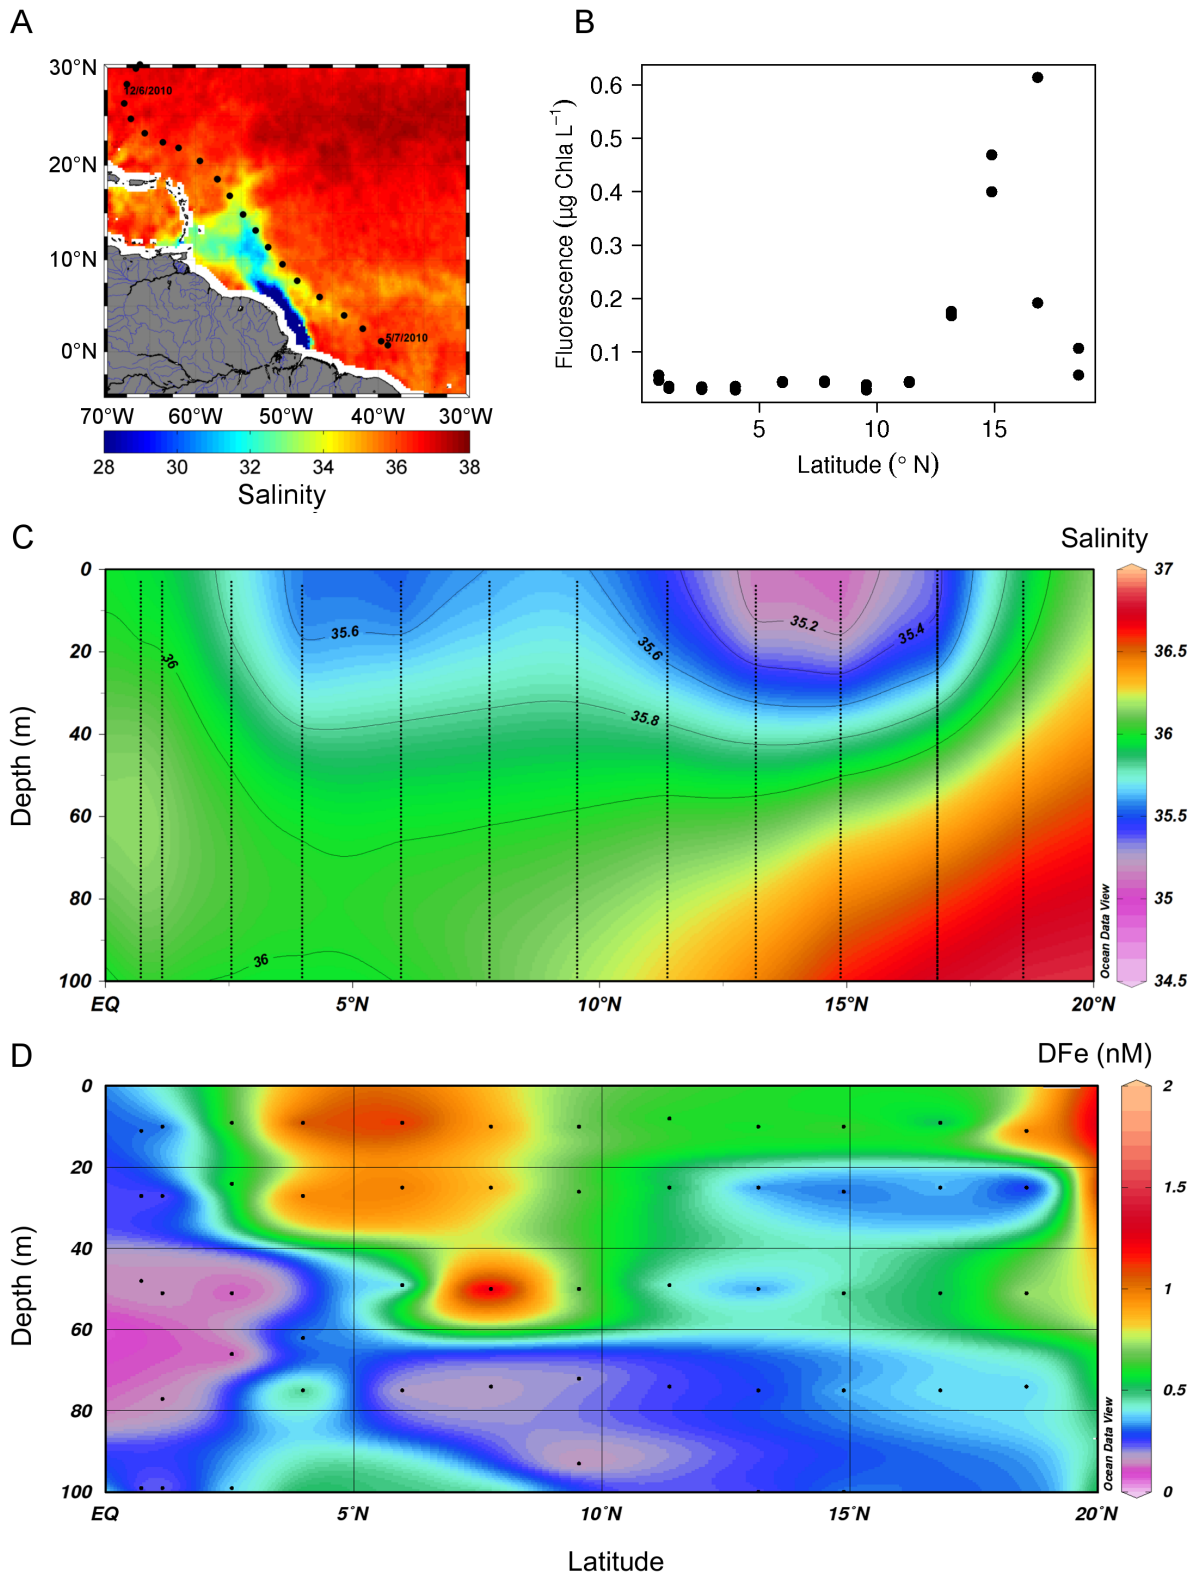 A
30°N
20°N
10°N
0°N
12/6/2010
5/7/2010
70°W 60°W 50°W 40°W 30°W
28 30 32 34 36 38
Salinity
B
Fluorescence (µg Chla L⁻¹)
0.6
0.5
0.4
0.3
0.2
0.1
5 10 15
Latitude (° N)
C
Salinity
Depth (m)
0
20
40
60
80
100
EQ 5°N 10°N 15°N 20°N
36
35.6
35.6
35.8
35.2
35.4
36
Ocean Data View
37
36.5
36
35.5
35
34.5
D
DFe (nM)
Depth (m)
0
20
40
60
80
100
EQ 5°N 10°N 15°N 20°N
Ocean Data View
2
1.5
1
0.5
0
Latitude